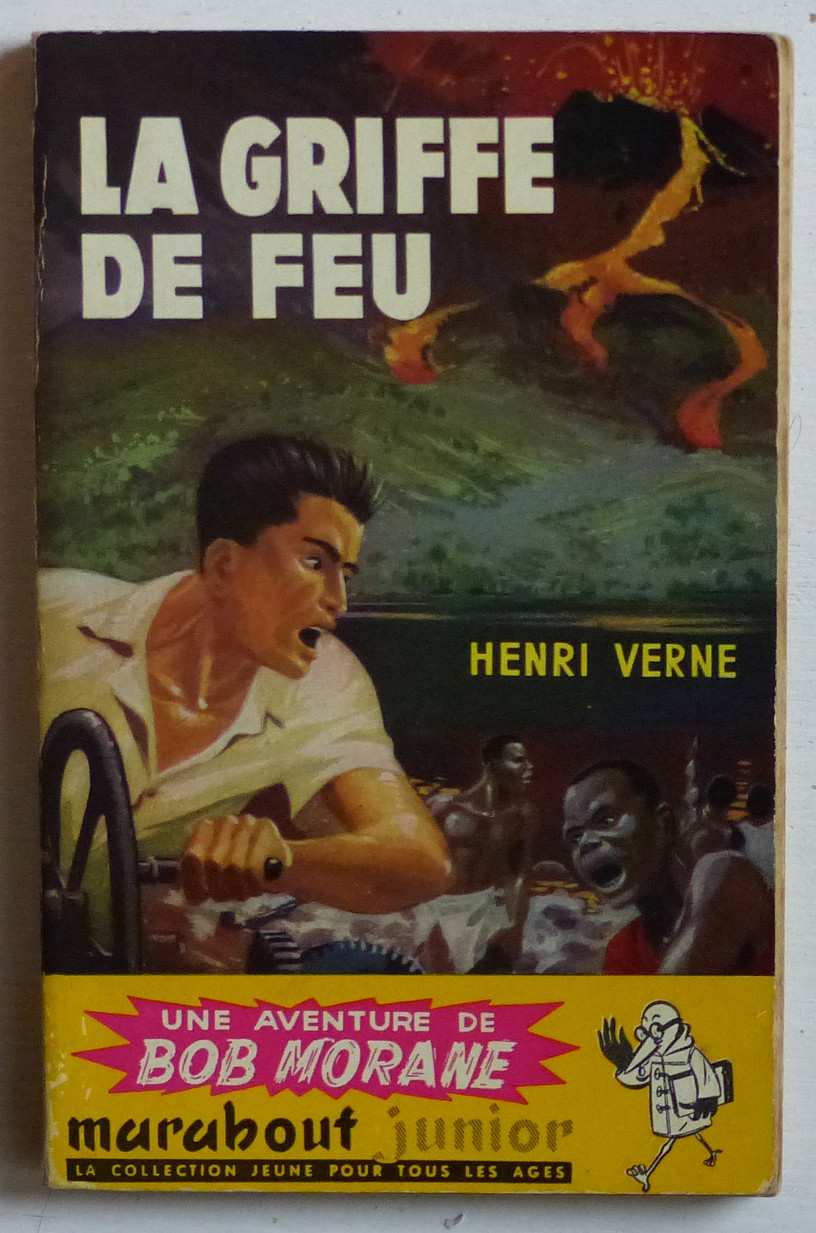 LA GRIFFE
DE FEU
HENRI VERNE
UNE AVENTURE DE
BOB MORANE
marabout junior
LA COLLECTION JEUNE POUR TOUS LES AGES